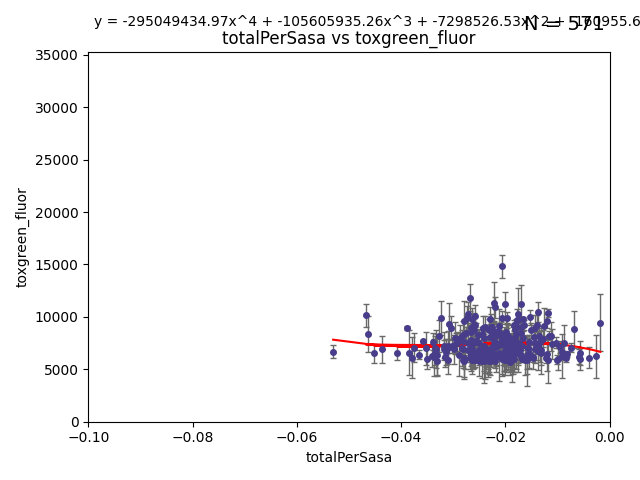 y = -295049434.97x^4 + -105605935.26x^3 + -7298526.53x^2 +
N = 571
totalPerSasa vs toxgreen_fluor
35000
30000
25000
20000
15000
10000
5000
0
toxgreen_fluor
−0.10
−0.08
−0.06
−0.04
−0.02
0.00
totalPerSasa